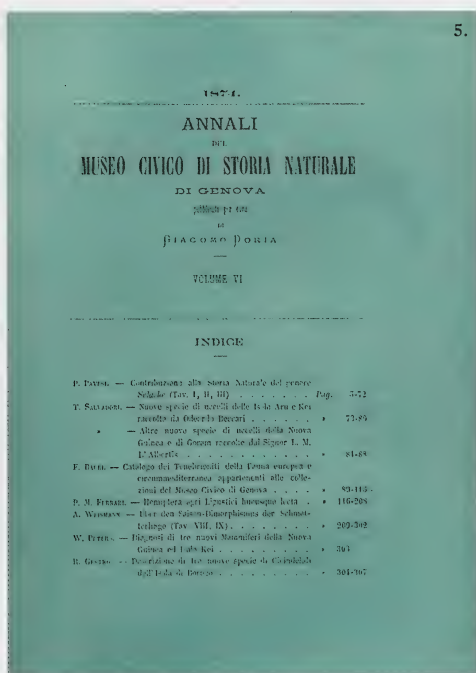 5.
1874.
ANNALI
DEL
MUSEO CIVICO DI STORIA NATURALE
DI GENOVA
pubblicati per cura
DI
GIACOMO DORIA
VOLUME VI
INDICE
P. PAVESI. — Contribuzione alla Storia Naturale del genere
Selache (Tav. I, II, III) . . . . . . . Pag. 5-72
T. SALVADORI. — Nuove specie di uccelli delle Isole Aru e Kei
raccolte da Odoardo Beccari . . . . . . »
» — Altre nuove specie di uccelli della Nuova
Guinea e di Goram raccolte dal Signor L. M.
D'Albertis . . . . . . »
F. BAUDI. — Catalogo dei Tenebrioniti della Fauna europea e
circummediterranea appartenenti alle colle-
zioni del Museo Civico di Genova . . . . » 89-115
P. M. FERRARI. — Hemiptera agri Ligustici hucusque lecta . » 116-208
A. WEISMANN. — Über den Saison-Dimorphismus der Schmet-
terlinge (Tav. VIII, IX) . . . . . . » 209-302
W. PETERS. — Diagnosi di tre nuovi Mammiferi della Nuova
Guinea ed Isole Kei . . . . . . » 303
R. GESTRO. — Descrizione di tre nuove specie di Cicindelidi
dell'Isola di Borneo . . . . . . » 304-307